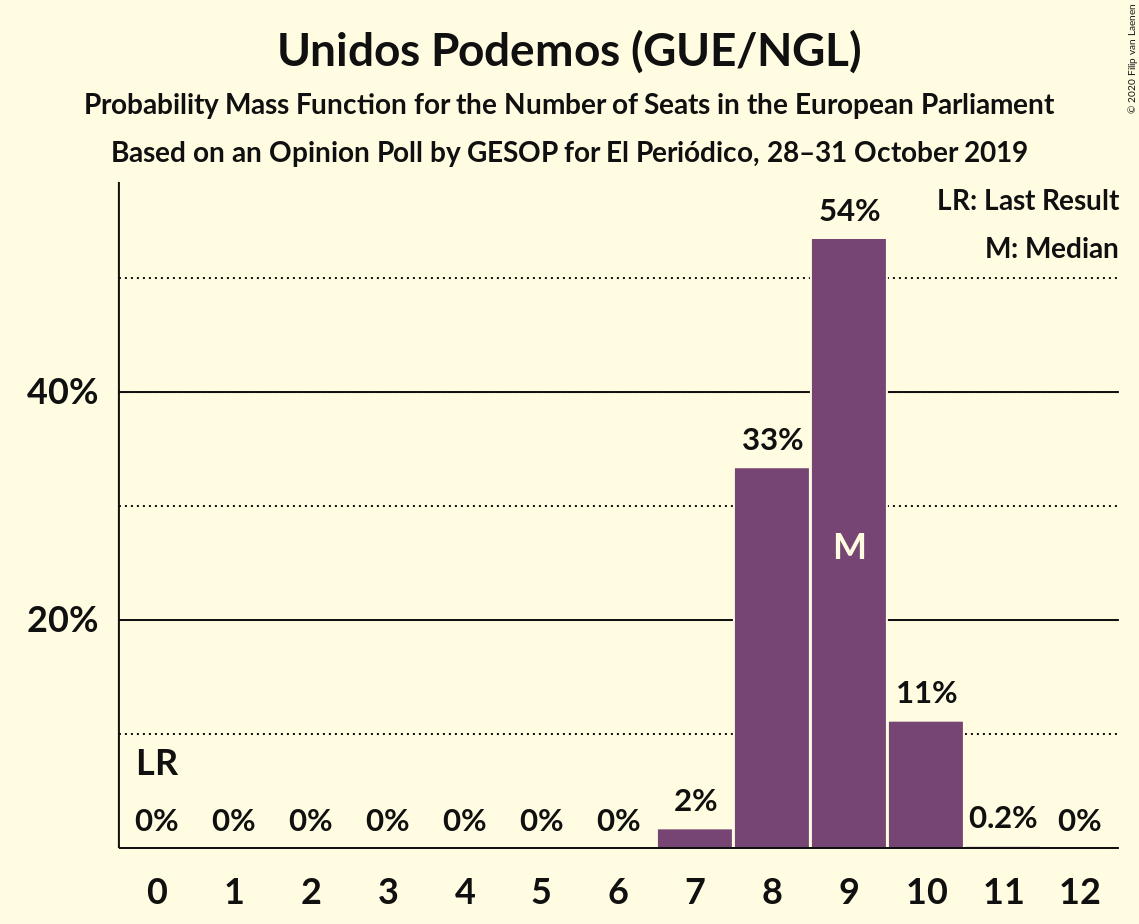 Unidos Podemos (GUE/NGL)
Probability Mass Function for the Number of Seats in the European Parliament
Based on an Opinion Poll by GESOP for El Periódico, 28–31 October 2019
© 2020 Filip van Laenen
LR: Last Result
M: Median
54%
40%
33%
M
20%
11%
LR
0% 0% 0% 0% 0% 0% 0% 2% 0.2% 0%
0 1 2 3 4 5 6 7 8 9 10 11 12